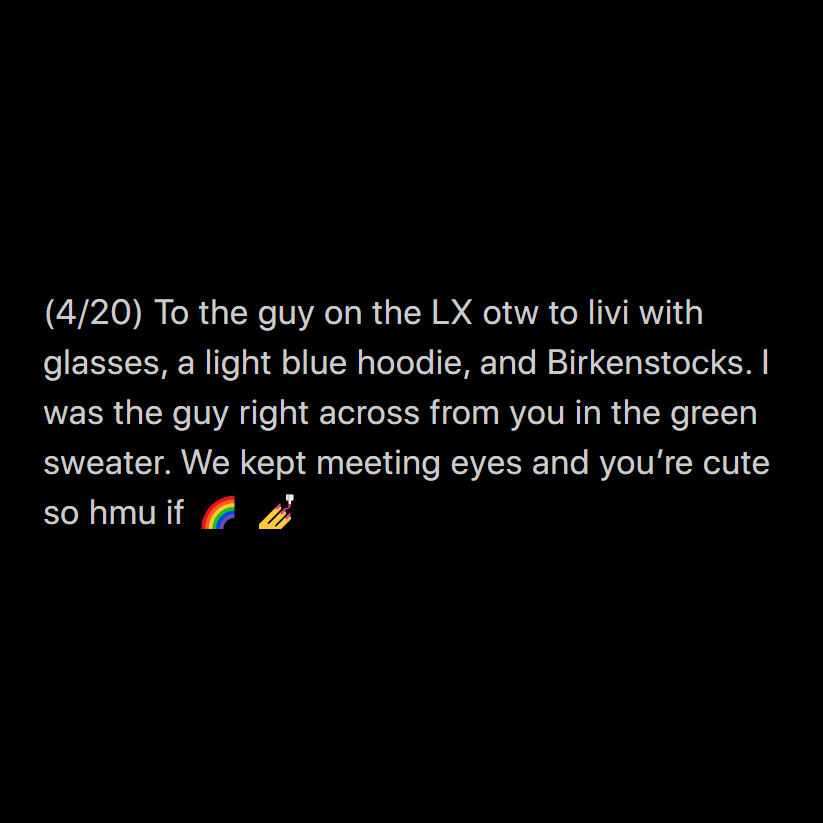 (4/20) To the guy on the LX otw to livi with
glasses, a light blue hoodie, and Birkenstocks. I
was the guy right across from you in the green
sweater. We kept meeting eyes and you’re cute
so hmu if 🌈 💅